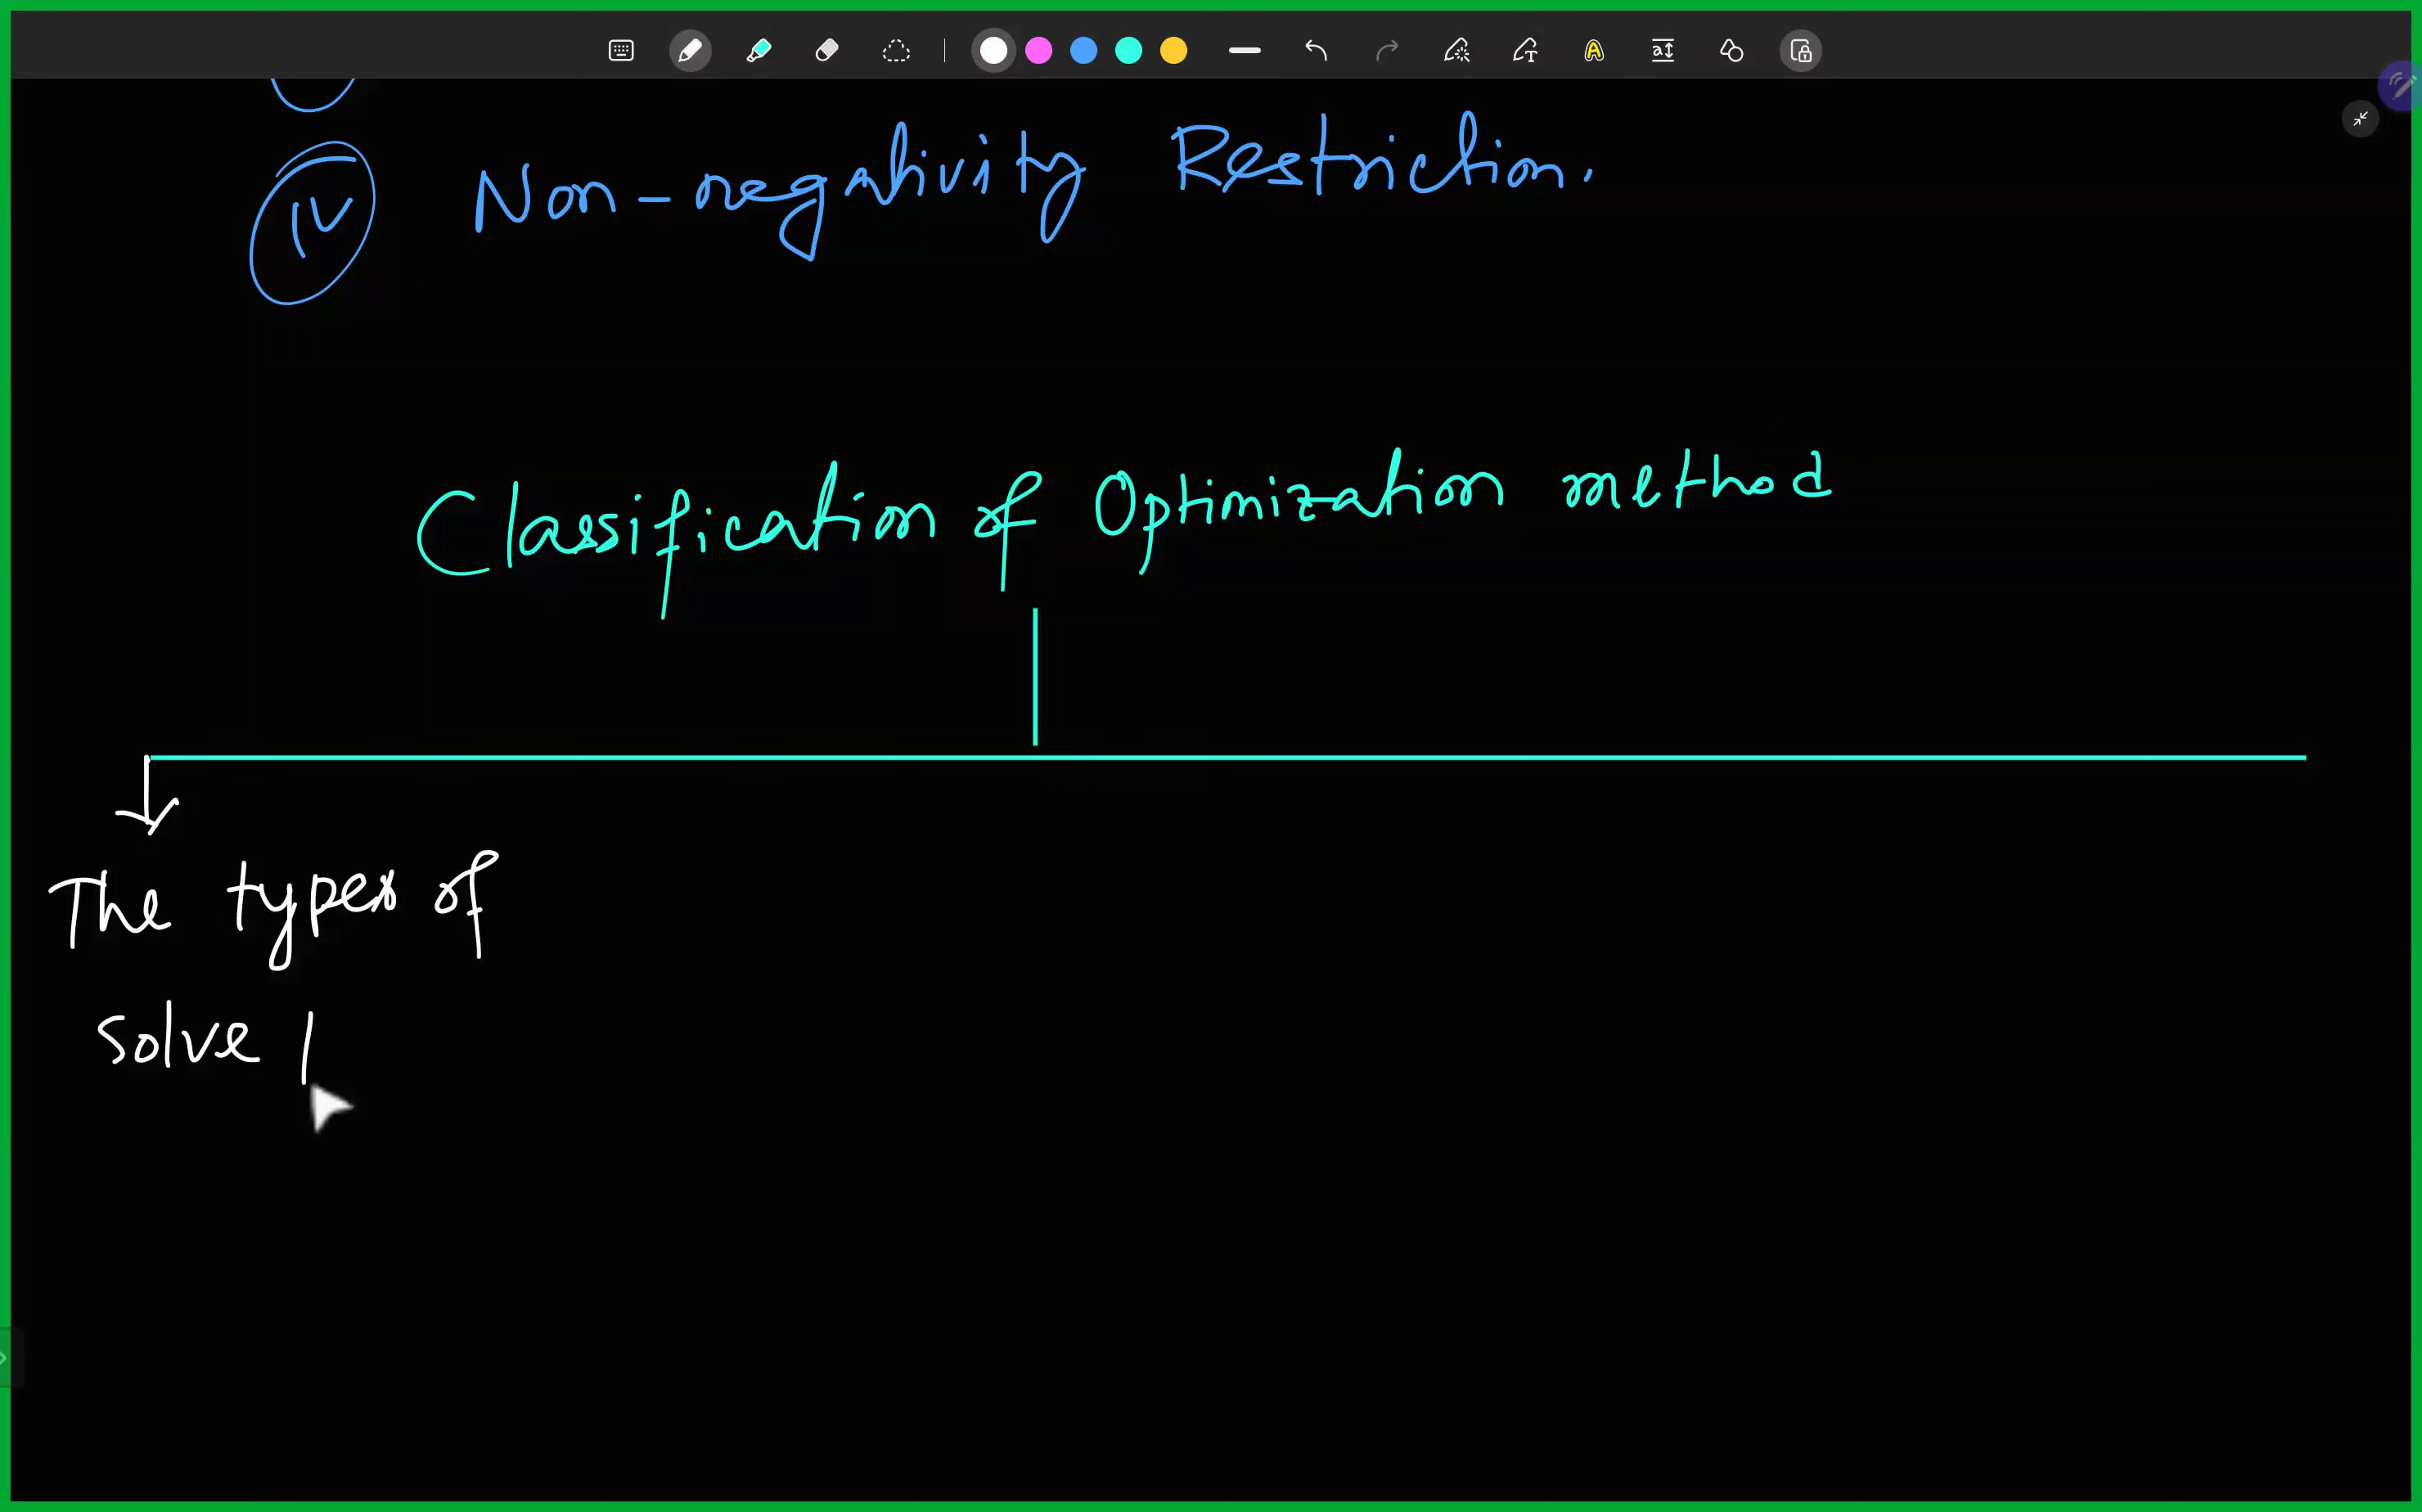 IV Non-negativity Restriction.
Classification of Optimization method
The types of
solve